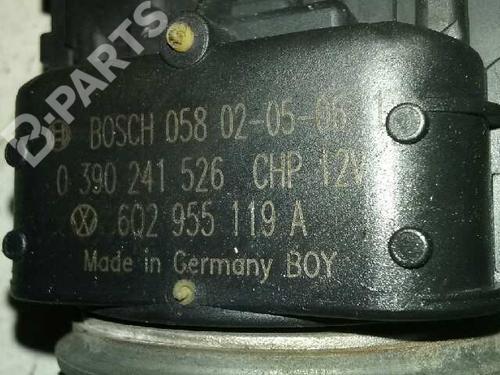 B-PARTS
BOSCH 058 02-05-06 1
0 390 241 526 CHP 12V
6Q2 955 119 A
Made in Germany BOY